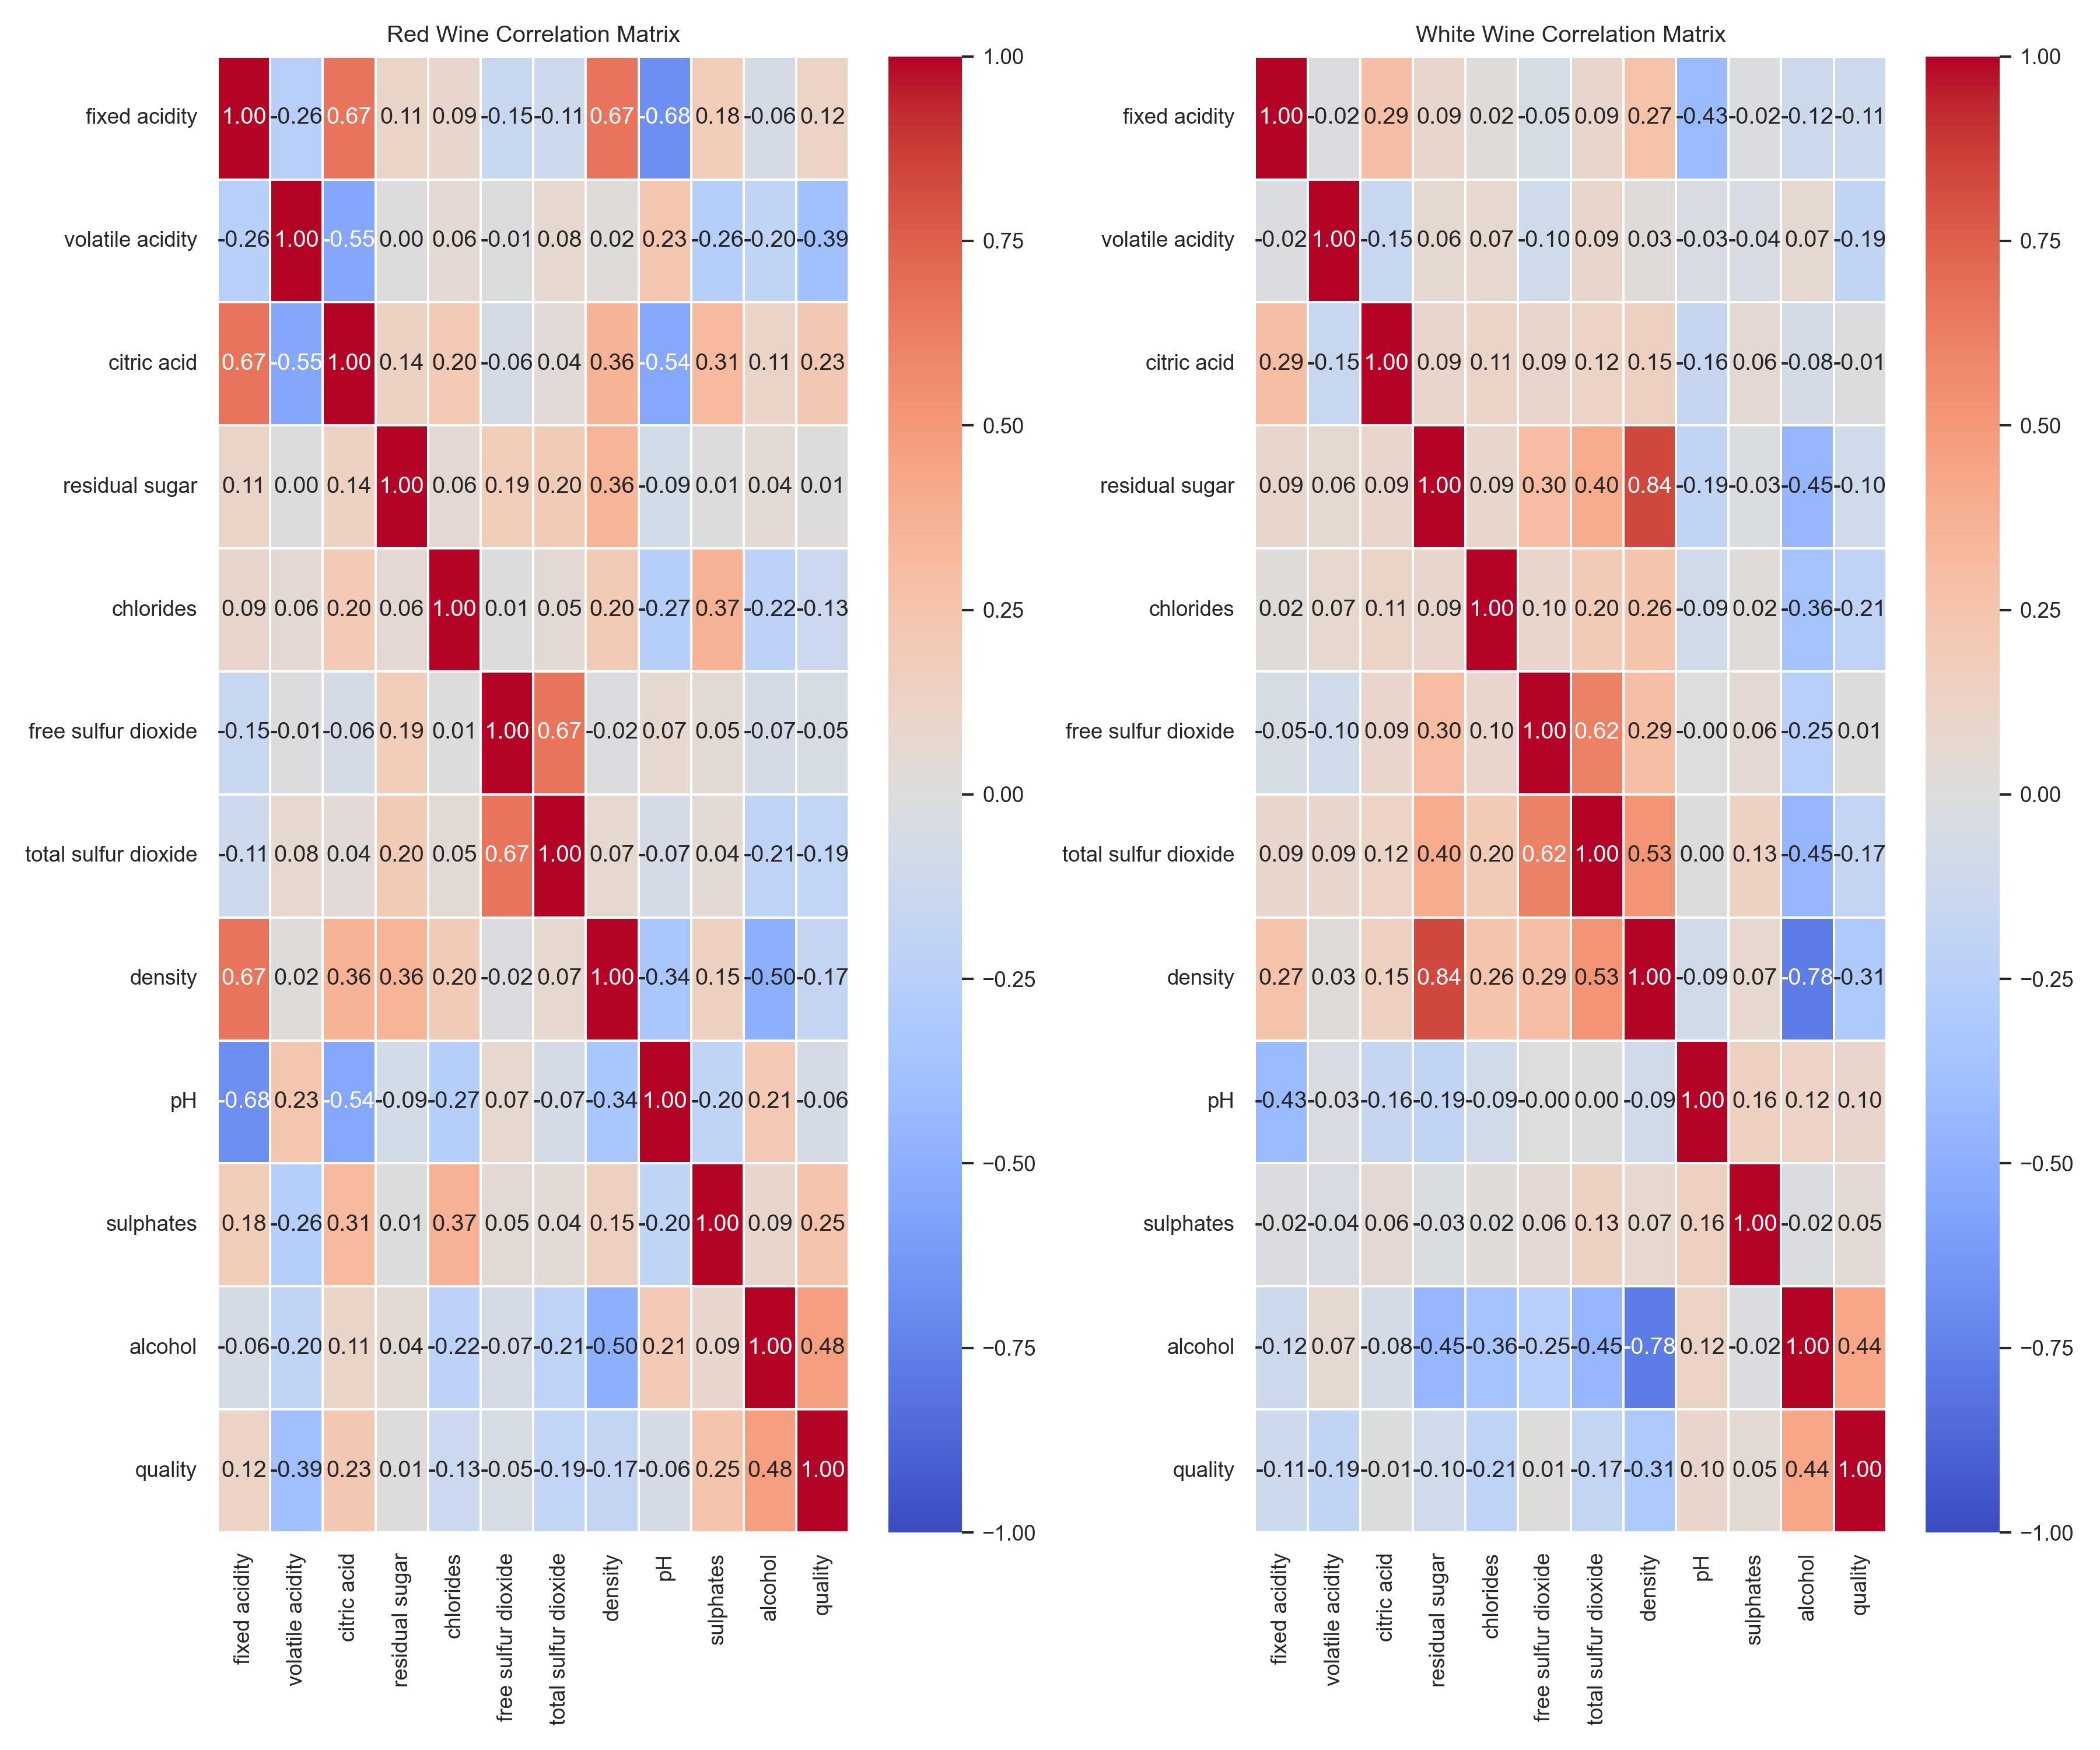 Red Wine Correlation Matrix
fixed acidity 1.00 -0.26 0.67 0.11 0.09 -0.15 -0.11 0.67 -0.68 0.18 -0.06 0.12
volatile acidity -0.26 1.00 -0.55 0.00 0.06 -0.01 0.08 0.02 0.23 -0.26 -0.20 -0.39
citric acid 0.67 -0.55 1.00 0.14 0.20 -0.06 0.04 0.36 -0.54 0.31 0.11 0.23
residual sugar 0.11 0.00 0.14 1.00 0.06 0.19 0.20 0.36 -0.09 0.01 0.04 0.01
chlorides 0.09 0.06 0.20 0.06 1.00 0.01 0.05 0.20 -0.27 0.37 -0.22 -0.13
free sulfur dioxide -0.15 -0.01 -0.06 0.19 0.01 1.00 0.67 -0.02 0.07 0.05 -0.07 -0.05
total sulfur dioxide -0.11 0.08 0.04 0.20 0.05 0.67 1.00 0.07 -0.07 0.04 -0.21 -0.19
density 0.67 0.02 0.36 0.36 0.20 -0.02 0.07 1.00 -0.34 0.15 -0.50 -0.17
pH -0.68 0.23 -0.54 -0.09 -0.27 0.07 -0.07 -0.34 1.00 -0.20 0.21 -0.06
sulphates 0.18 -0.26 0.31 0.01 0.37 0.05 0.04 0.15 -0.20 1.00 0.09 0.25
alcohol -0.06 -0.20 0.11 0.04 -0.22 -0.07 -0.21 -0.50 0.21 0.09 1.00 0.48
quality 0.12 -0.39 0.23 0.01 -0.13 -0.05 -0.19 -0.17 -0.06 0.25 0.48 1.00
fixed acidity
volatile acidity
citric acid
residual sugar
chlorides
free sulfur dioxide
total sulfur dioxide
density
pH
sulphates
alcohol
quality
1.00
0.75
0.50
0.25
0.00
−0.25
−0.50
−0.75
−1.00
White Wine Correlation Matrix
fixed acidity 1.00 -0.02 0.29 0.09 0.02 -0.05 0.09 0.27 -0.43 -0.02 -0.12 -0.11
volatile acidity -0.02 1.00 -0.15 0.06 0.07 -0.10 0.09 0.03 -0.03 -0.04 0.07 -0.19
citric acid 0.29 -0.15 1.00 0.09 0.11 0.09 0.12 0.15 -0.16 0.06 -0.08 -0.01
residual sugar 0.09 0.06 0.09 1.00 0.09 0.30 0.40 0.84 -0.19 -0.03 -0.45 -0.10
chlorides 0.02 0.07 0.11 0.09 1.00 0.10 0.20 0.26 -0.09 0.02 -0.36 -0.21
free sulfur dioxide -0.05 -0.10 0.09 0.30 0.10 1.00 0.62 0.29 -0.00 0.06 -0.25 0.01
total sulfur dioxide 0.09 0.09 0.12 0.40 0.20 0.62 1.00 0.53 0.00 0.13 -0.45 -0.17
density 0.27 0.03 0.15 0.84 0.26 0.29 0.53 1.00 -0.09 0.07 -0.78 -0.31
pH -0.43 -0.03 -0.16 -0.19 -0.09 -0.00 0.00 -0.09 1.00 0.16 0.12 0.10
sulphates -0.02 -0.04 0.06 -0.03 0.02 0.06 0.13 0.07 0.16 1.00 -0.02 0.05
alcohol -0.12 0.07 -0.08 -0.45 -0.36 -0.25 -0.45 -0.78 0.12 -0.02 1.00 0.44
quality -0.11 -0.19 -0.01 -0.10 -0.21 0.01 -0.17 -0.31 0.10 0.05 0.44 1.00
fixed acidity
volatile acidity
citric acid
residual sugar
chlorides
free sulfur dioxide
total sulfur dioxide
density
pH
sulphates
alcohol
quality
1.00
0.75
0.50
0.25
0.00
−0.25
−0.50
−0.75
−1.00